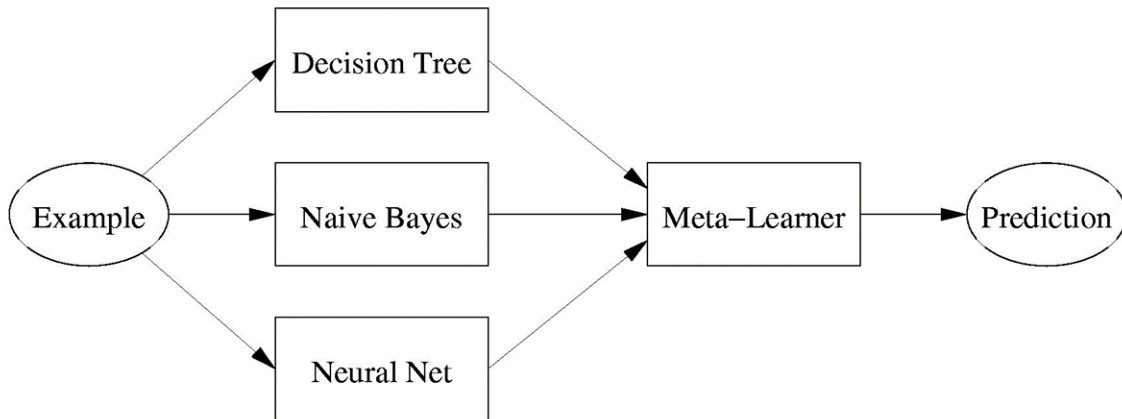 Decision Tree
Example
Naive Bayes
Meta−Learner
Prediction
Neural Net